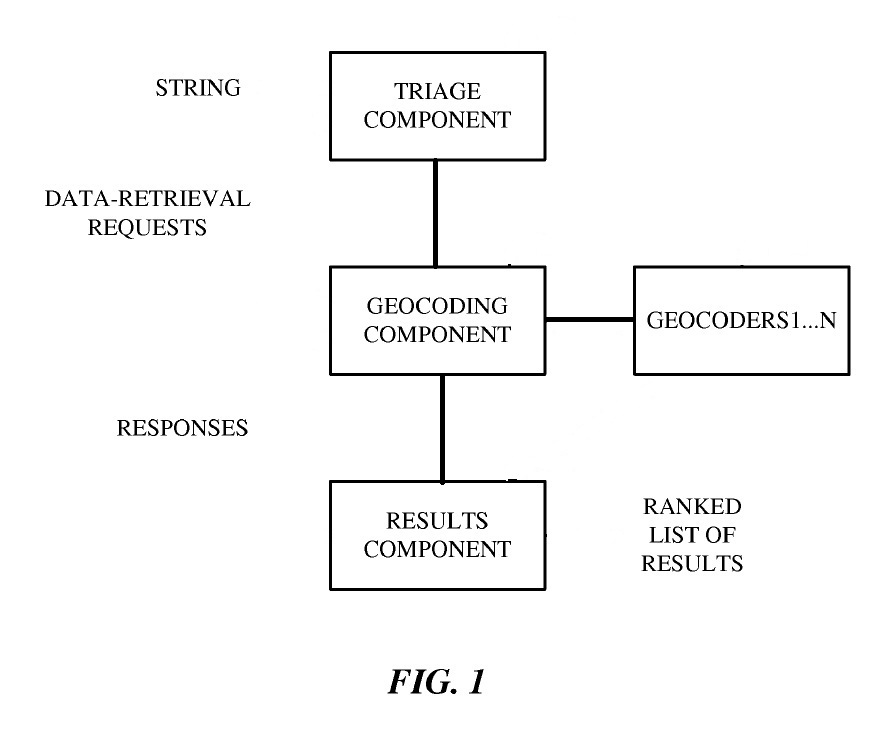 STRING
TRIAGE
COMPONENT
DATA-RETRIEVAL
REQUESTS
GEOCODING
COMPONENT
GEOCODERS1...N
RESPONSES
RESULTS
COMPONENT
RANKED
LIST OF
RESULTS
FIG. 1